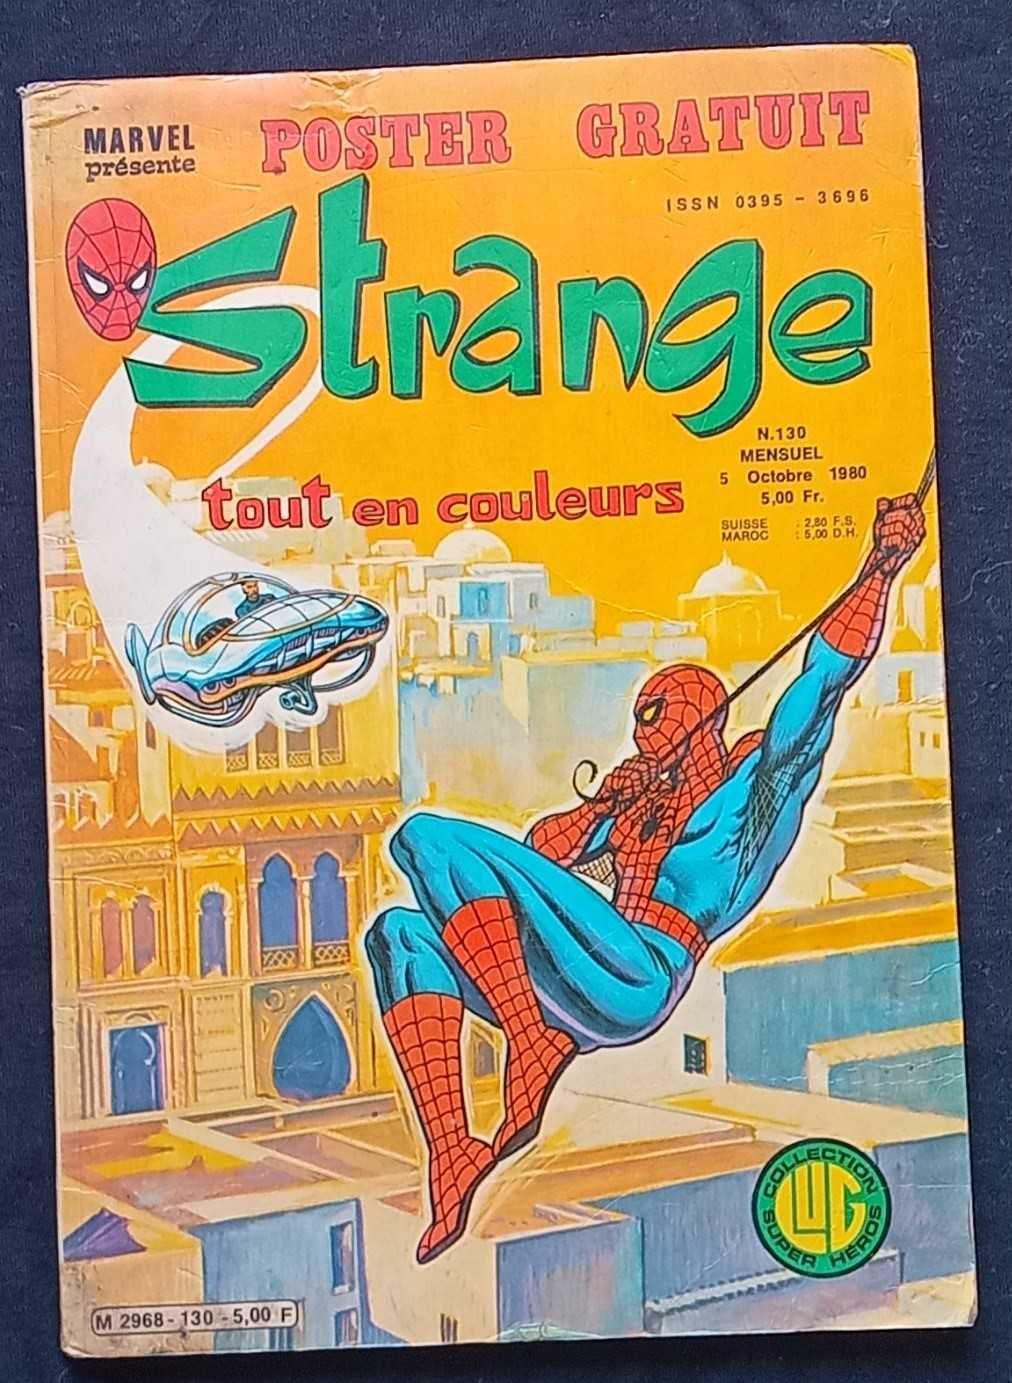 MARVEL
présente
POSTER GRATUIT
ISSN 0395 - 3696
Strange
N.130
MENSUEL
5 Octobre 1980
5,00 Fr.
SUISSE : 2,80 F.S.
MAROC : 5,00 D.H.
tout en couleurs
COLLECTION
LUG
SUPER HÉROS
M 2968 - 130 - 5,00 F